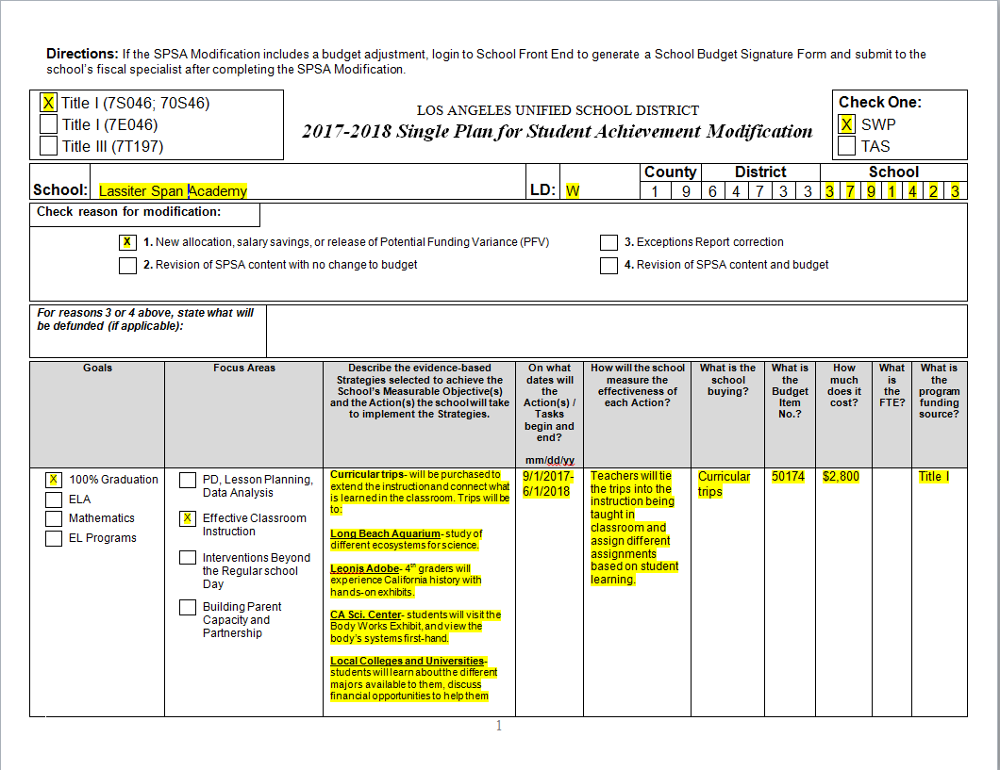 Directions: If the SPSA Modification includes a budget adjustment, login to School Front End to generate a School Budget Signature Form and submit to the
school's fiscal specialist after completing the SPSA Modification.
X Title I (7S046; 70S46)
Title I (7E046)
Title III (7T197)
LOS ANGELES UNIFIED SCHOOL DISTRICT
2017-2018 Single Plan for Student Achievement Modification
Check One:
X SWP
TAS
School: Lassiter Span Academy
LD: W
County District School
1 9 6 4 7 3 3 3 7 9 1 4 2 3
Check reason for modification:
X 1. New allocation, salary savings, or release of Potential Funding Variance (PFV)
2. Revision of SPSA content with no change to budget
3. Exceptions Report correction
4. Revision of SPSA content and budget
For reasons 3 or 4 above, state what will
be defunded (if applicable):
Goals
Focus Areas
Describe the evidence-based
Strategies selected to achieve the
School's Measurable Objective(s)
and the Action(s) the school will take
to implement the Strategies.
On what
dates will
the
Action(s) /
Tasks
begin and
end?
mm/dd/yy
How will the school
measure the
effectiveness of
each Action?
What is the
school
buying?
What is
the
Budget
Item
No.?
How
much
does it
cost?
What
is
the
FTE?
What is
the
program
funding
source?
X 100% Graduation
ELA
Mathematics
EL Programs
PD, Lesson Planning,
Data Analysis
X Effective Classroom
Instruction
Interventions Beyond
the Regular school
Day
Building Parent
Capacity and
Partnership
Curricular trips- will be purchased to
extend the instruction and connect what
is learned in the classroom. Trips will be
to:
Long Beach Aquarium- study of
different ecosystems for science.
Leonis Adobe- 4th graders will
experience California history with
hands-on exhibits.
CA Sci. Center- students will visit the
Body Works Exhibit, and view the
body's systems first-hand.
Local Colleges and Universities-
students will learn about the different
majors available to them, discuss
financial opportunities to help them
9/1/2017-
6/1/2018
Teachers will tie
the trips into the
instruction being
taught in
classroom and
assign different
assignments
based on student
learning.
Curricular
trips
50174
$2,800
Title I
1